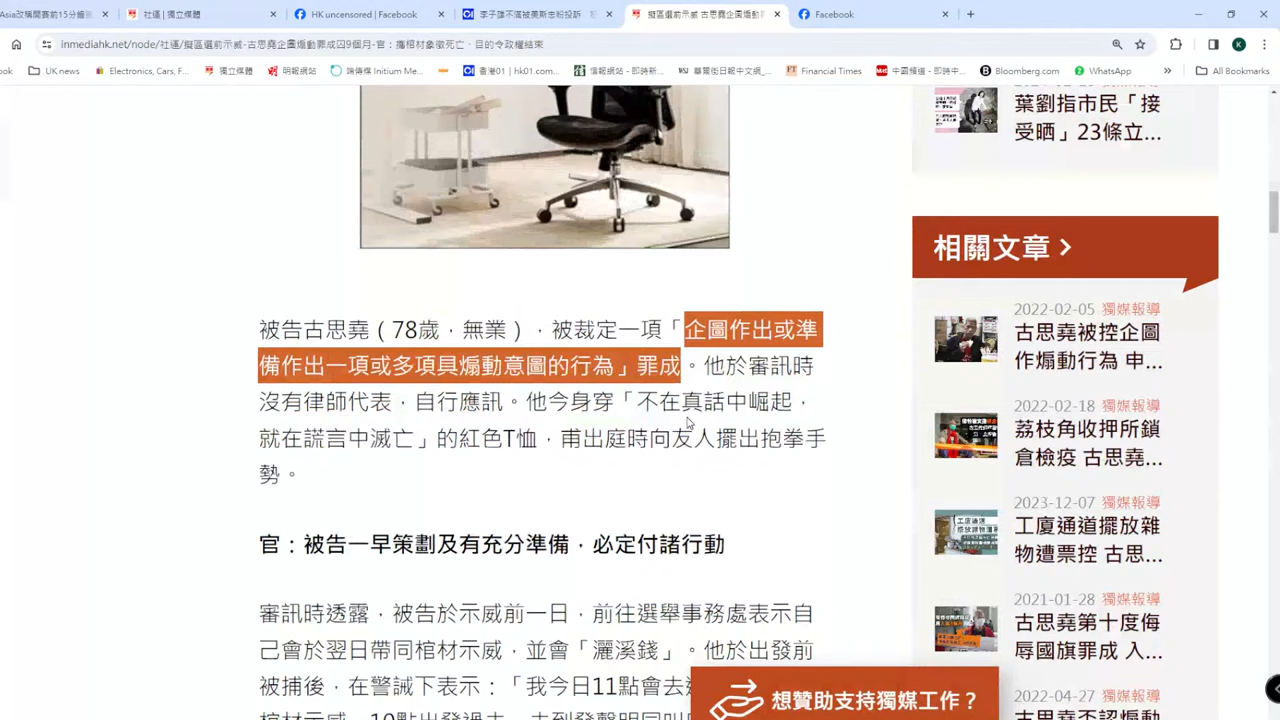 Asia改稱開賽前15分鐘
社運 | 獨立媒體
HK uncensored | Facebook
李子雄不滿被美斯忠粉投訴
擬區選前示威 古思堯企圖煽動
Facebook
inmediahk.net/node/社運/擬區選前示威-古思堯企圖煽動罪成囚9個月-官：攜棺材象徵死亡，目的令政權結束
ook
UK news
Electronics, Cars, F...
獨立媒體
明報網站
端傳媒 Initium Me...
香港01 | hk01.com...
信報網站 - 即時新...
華爾街日報中文網_...
Financial Times
中國頻道 - 即時中...
Bloomberg.com
WhatsApp
All Bookmarks
被告古思堯（78歲，無業），被裁定一項「企圖作出或準
備作出一項或多項具煽動意圖的行為」罪成。他於審訊時
沒有律師代表，自行應訊。他今身穿「不在真話中崛起，
就在謊言中滅亡」的紅色T恤，甫出庭時向友人擺出抱拳手
勢。
官：被告一早策劃及有充分準備，必定付諸行動
審訊時透露，被告於示威前一日，前往選舉事務處表示自
己會於翌日帶同棺材示威，並會「灑溪錢」。他於出發前
被捕後，在警誡下表示：「我今日11點會去
葉劉指市民「接
受晒」23條立...
相關文章
2022-02-05 獨媒報導
古思堯被控企圖
作煽動行為 申...
2022-02-18 獨媒報導
荔枝角收押所鎖
倉檢疫 古思堯...
2023-12-07 獨媒報導
工廈通道擺放雜
物遭票控 古思...
2021-01-28 獨媒報導
古思堯第十度侮
辱國旗罪成 入...
2022-04-27 獨媒報導
想贊助支持獨媒工作？